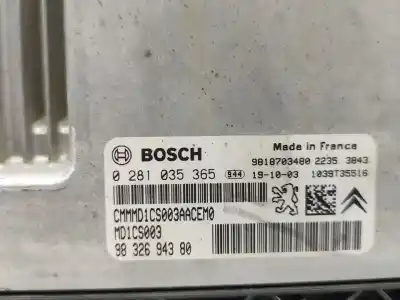 BOSCH
Made in France
9818703480 2235 3843
0 281 035 365 944 19-10-03 1039T35516
CMMMD1CS003AACEM0
MD1CS003
98 326 943 80